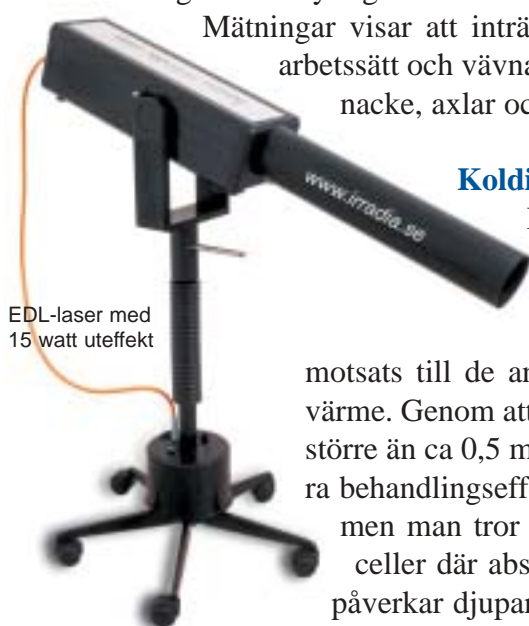 Mätningar visar att inträ
arbetssätt och vävna
nacke, axlar oc
Koldi
www.irradia.se
EDL-laser med
15 watt uteffekt
motsats till de an
värme. Genom att
större än ca 0,5 m
ra behandlingseff
men man tror
celler där abs
påverkar djupar